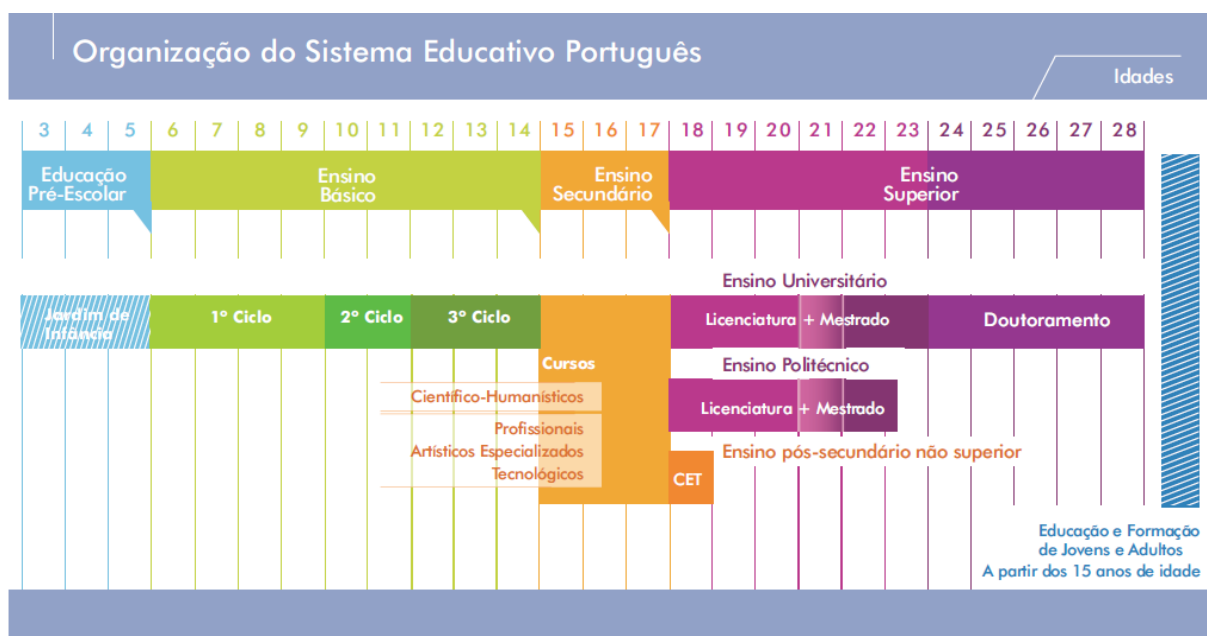 Organização do Sistema Educativo Português
Idades
3 4 5 6 7 8 9 10 11 12 13 14 15 16 17 18 19 20 21 22 23 24 25 26 27 28
Educação
Pré-Escolar
Ensino
Básico
Ensino
Secundário
Ensino
Superior
Ensino Universitário
Jardim de
Infância
1º Ciclo
2º Ciclo
3º Ciclo
Licenciatura + Mestrado
Doutoramento
Cursos
Ensino Politécnico
Científico-Humanísticos
Licenciatura + Mestrado
Profissionais
Artísticos Especializados
Tecnológicos
Ensino pós-secundário não superior
CET
Educação e Formação
de Jovens e Adultos
A partir dos 15 anos de idade